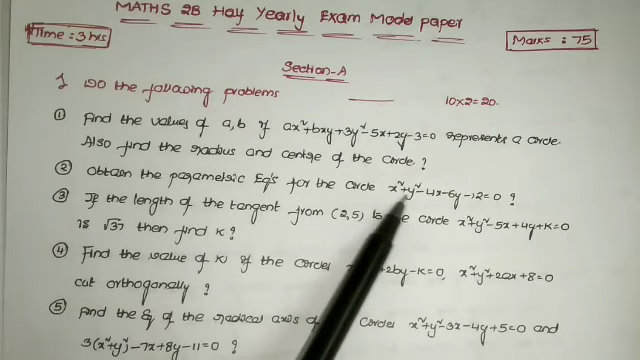 MATHS 2B Hay Yearly Exam Model paper
Time : 3 hrs
Marks : 75
Section-A
I Do the following problems
10x2=20.
① Find the values of a,b if ax²+bxy+3y²-5x+2y-3=0 represents a circle.
Also find the radius and centre of the circle ?
② Obtain the parametric Eq's for the circle x²+y²-4x-6y-12=0 ?
③ If the length of the tangent from (2,5) to the circle x²+y²-5x+4y+k=0
is √37 then find k ?
④ Find the value of k if the circles +2by-k=0, x²+y²+2ax+8=0
cut orthogonally ?
⑤ Find the Eq of the radical axis of circles x²+y²-3x-4y+5=0 and
3(x²+y²)-7x+8y-11=0 ?